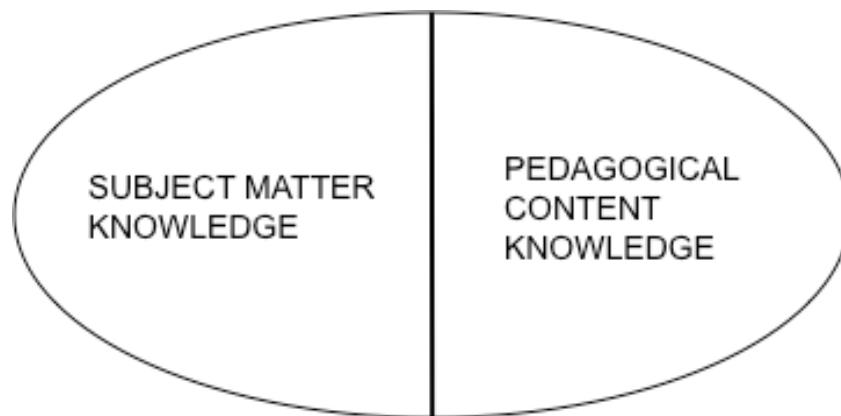 SUBJECT MATTER
KNOWLEDGE
PEDAGOGICAL
CONTENT
KNOWLEDGE